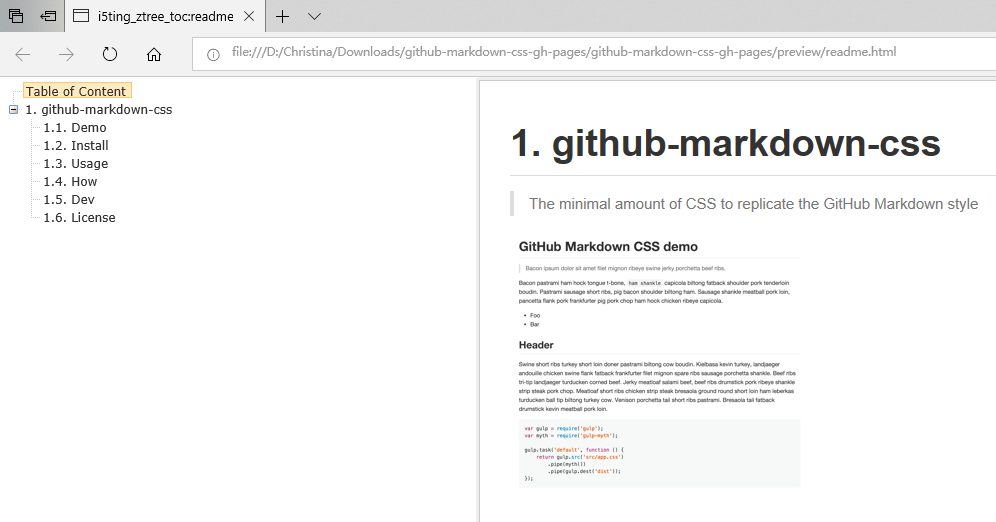 i5ting_ztree_toc:readme
file:///D:/Christina/Downloads/github-markdown-css-gh-pages/github-markdown-css-gh-pages/preview/readme.html
Table of Content
1. github-markdown-css
1.1. Demo
1.2. Install
1.3. Usage
1.4. How
1.5. Dev
1.6. License
1. github-markdown-css
The minimal amount of CSS to replicate the GitHub Markdown style
GitHub Markdown CSS demo
Bacon ipsum dolor sit amet filet mignon ribeye swine jerky porchetta beef ribs.
Bacon pastrami ham hock tongue t-bone, ham shankle capicola biltong fatback shoulder pork tenderloin
boudin. Pastrami sausage short ribs, pig bacon shoulder biltong ham. Sausage shankle meatball pork loin,
pancetta flank pork frankfurter pig pork chop ham hock chicken ribeye capicola.
• Foo
• Bar
Header
Swine short ribs turkey short loin doner pastrami biltong cow boudin. Kielbasa kevin turkey, landjaeger
andouille chicken swine flank fatback frankfurter filet mignon spare ribs sausage porchetta shankle. Beef ribs
tri-tip landjaeger turducken corned beef. Jerky meatloaf salami beef, beef ribs drumstick pork ribeye shankle
strip steak pork chop. Meatloaf short ribs chicken strip steak bresaola ground round short loin ham leberkas
turducken ball tip biltong turkey cow. Venison porchetta tail short ribs pastrami. Bresaola tail fatback
drumstick kevin meatball pork loin.
var gulp = require('gulp');
var myth = require('gulp-myth');
gulp.task('default', function () {
return gulp.src('src/app.css')
.pipe(myth())
.pipe(gulp.dest('dist'));
});